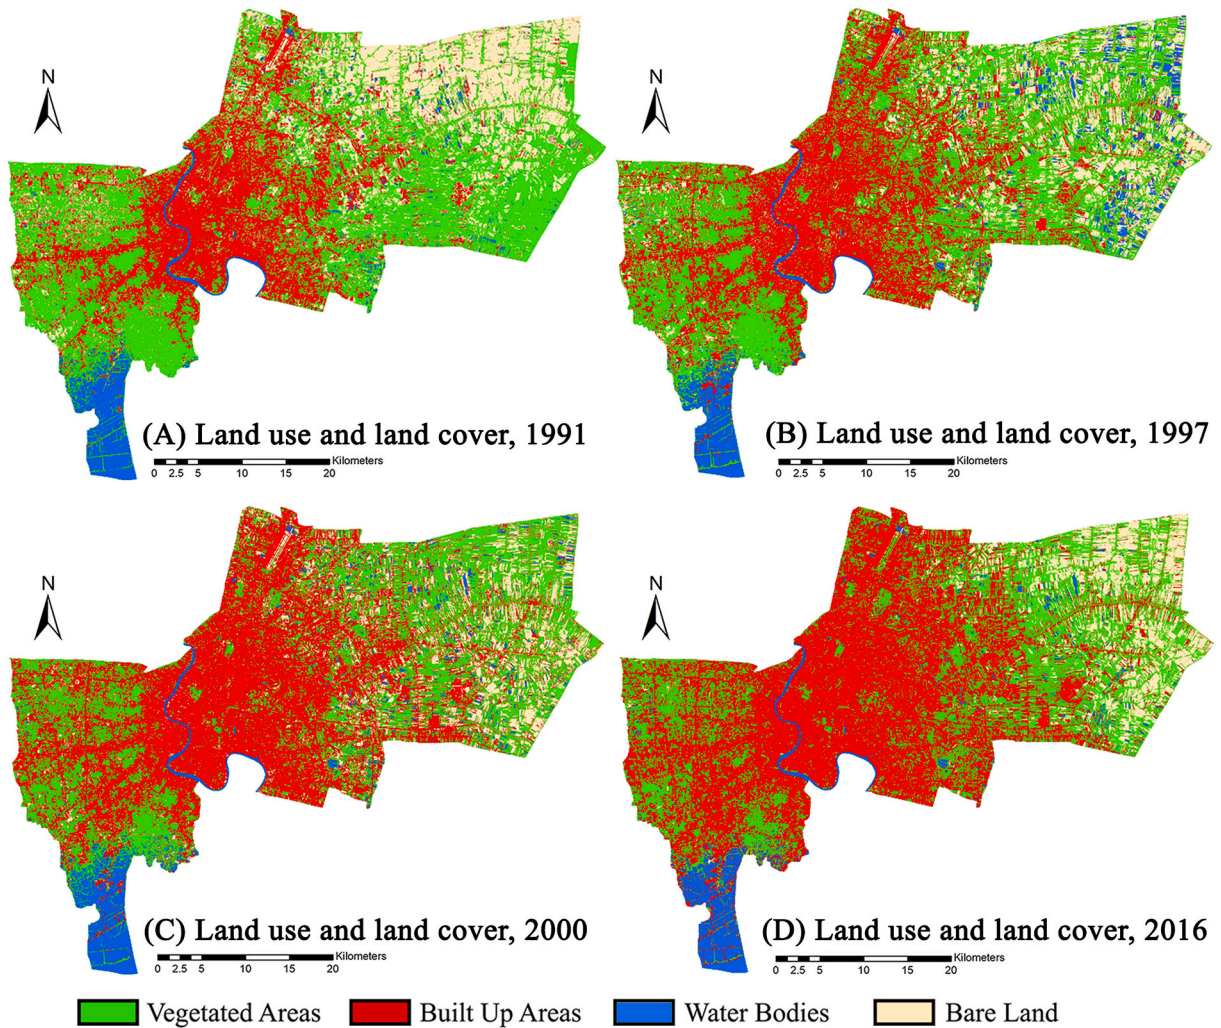 N
N
(A) Land use and land cover, 1991
0 2.5 5 10 15 20 Kilometers
(B) Land use and land cover, 1997
0 2.5 5 10 15 20 Kilometers
N
N
(C) Land use and land cover, 2000
0 2.5 5 10 15 20 Kilometers
(D) Land use and land cover, 2016
0 2.5 5 10 15 20 Kilometers
Vegetated Areas Built Up Areas Water Bodies Bare Land